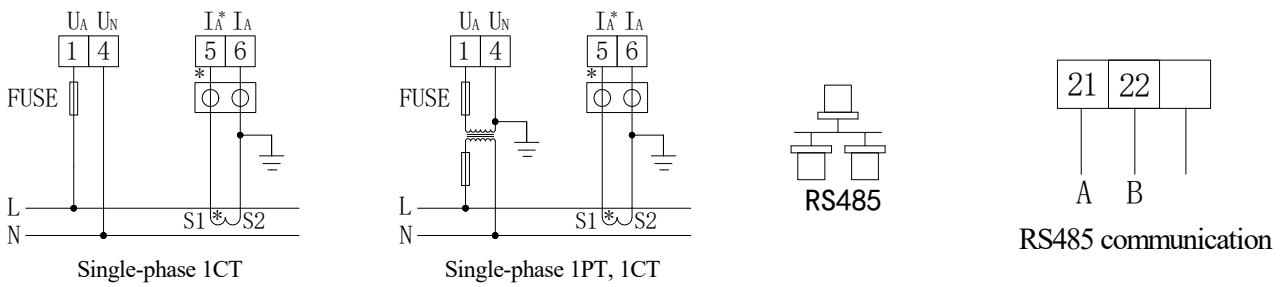 UA UN IA* IA
1 4 5 6
*
FUSE
L
S1 * S2
N
Single-phase 1CT
UA UN IA* IA
1 4 5 6
*
FUSE
L
S1 * S2
N
Single-phase 1PT, 1CT
RS485
21 22
A B
RS485 communication